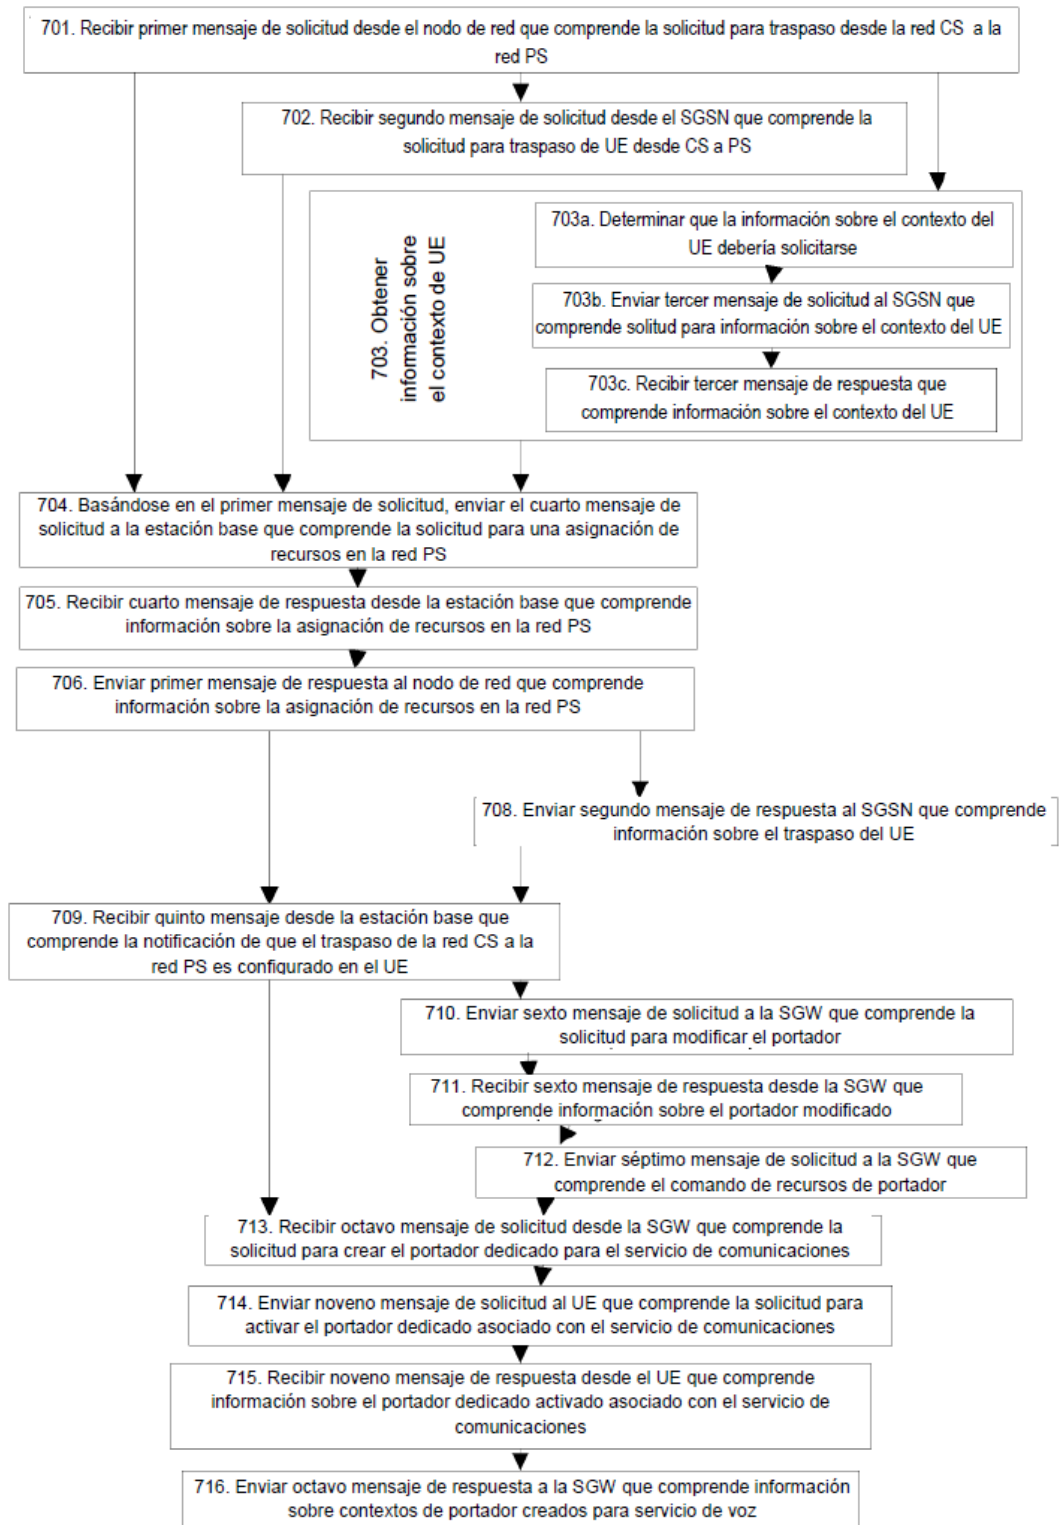 701. Recibir primer mensaje de solicitud desde el nodo de red que comprende la solicitud para traspaso desde la red CS a la
red PS
702. Recibir segundo mensaje de solicitud desde el SGSN que comprende la
solicitud para traspaso de UE desde CS a PS
703. Obtener
información sobre
el contexto de UE
703a. Determinar que la información sobre el contexto del
UE debería solicitarse
703b. Enviar tercer mensaje de solicitud al SGSN que
comprende solitud para información sobre el contexto del UE
703c. Recibir tercer mensaje de respuesta que
comprende información sobre el contexto del UE
704. Basándose en el primer mensaje de solicitud, enviar el cuarto mensaje de
solicitud a la estación base que comprende la solicitud para una asignación de
recursos en la red PS
705. Recibir cuarto mensaje de respuesta desde la estación base que comprende
información sobre la asignación de recursos en la red PS
706. Enviar primer mensaje de respuesta al nodo de red que comprende
información sobre la asignación de recursos en la red PS
708. Enviar segundo mensaje de respuesta al SGSN que comprende
información sobre el traspaso del UE
709. Recibir quinto mensaje desde la estación base que
comprende la notificación de que el traspaso de la red CS a la
red PS es configurado en el UE
710. Enviar sexto mensaje de solicitud a la SGW que comprende la
solicitud para modificar el portador
711. Recibir sexto mensaje de respuesta desde la SGW que
comprende información sobre el portador modificado
712. Enviar séptimo mensaje de solicitud a la SGW que
comprende el comando de recursos de portador
713. Recibir octavo mensaje de solicitud desde la SGW que comprende la
solicitud para crear el portador dedicado para el servicio de comunicaciones
714. Enviar noveno mensaje de solicitud al UE que comprende la solicitud para
activar el portador dedicado asociado con el servicio de comunicaciones
715. Recibir noveno mensaje de respuesta desde el UE que comprende
información sobre el portador dedicado activado asociado con el servicio de
comunicaciones
716. Enviar octavo mensaje de respuesta a la SGW que comprende información
sobre contextos de portador creados para servicio de voz